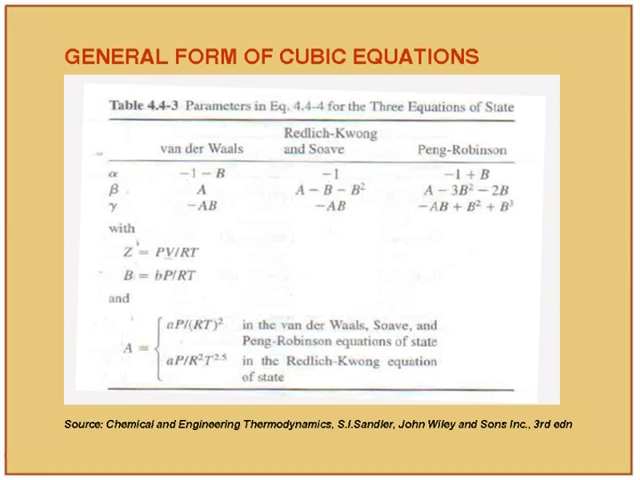 GENERAL FORM OF CUBIC EQUATIONS
Table 4.4-3 Parameters in Eq. 4.4-4 for the Three Equations of State
Redlich-Kwong
van der Waals and Soave Peng-Robinson
α −1 − B −1 −1 + B
β A A − B − B² A − 3B² − 2B
γ −AB −AB −AB + B² + B³
with
Z = PV/RT
B = bP/RT
and
A = { aP/(RT)² in the van der Waals, Soave, and
Peng-Robinson equations of state
aP/R²T²·⁵ in the Redlich-Kwong equation
of state
Source: Chemical and Engineering Thermodynamics, S.I.Sandler, John Wiley and Sons Inc., 3rd edn